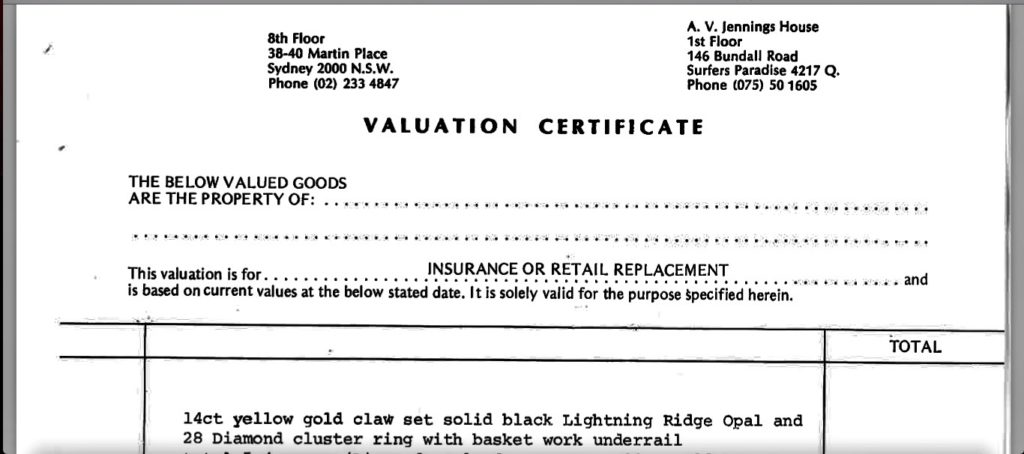 8th Floor
38-40 Martin Place
Sydney 2000 N.S.W.
Phone (02) 233 4847
A. V. Jennings House
1st Floor
146 Bundall Road
Surfers Paradise 4217 Q.
Phone (075) 50 1605
VALUATION CERTIFICATE
THE BELOW VALUED GOODS
ARE THE PROPERTY OF:
This valuation is for INSURANCE OR RETAIL REPLACEMENT and
is based on current values at the below stated date. It is solely valid for the purpose specified herein.
TOTAL
14ct yellow gold claw set solid black Lightning Ridge Opal and
28 Diamond cluster ring with basket work underrail